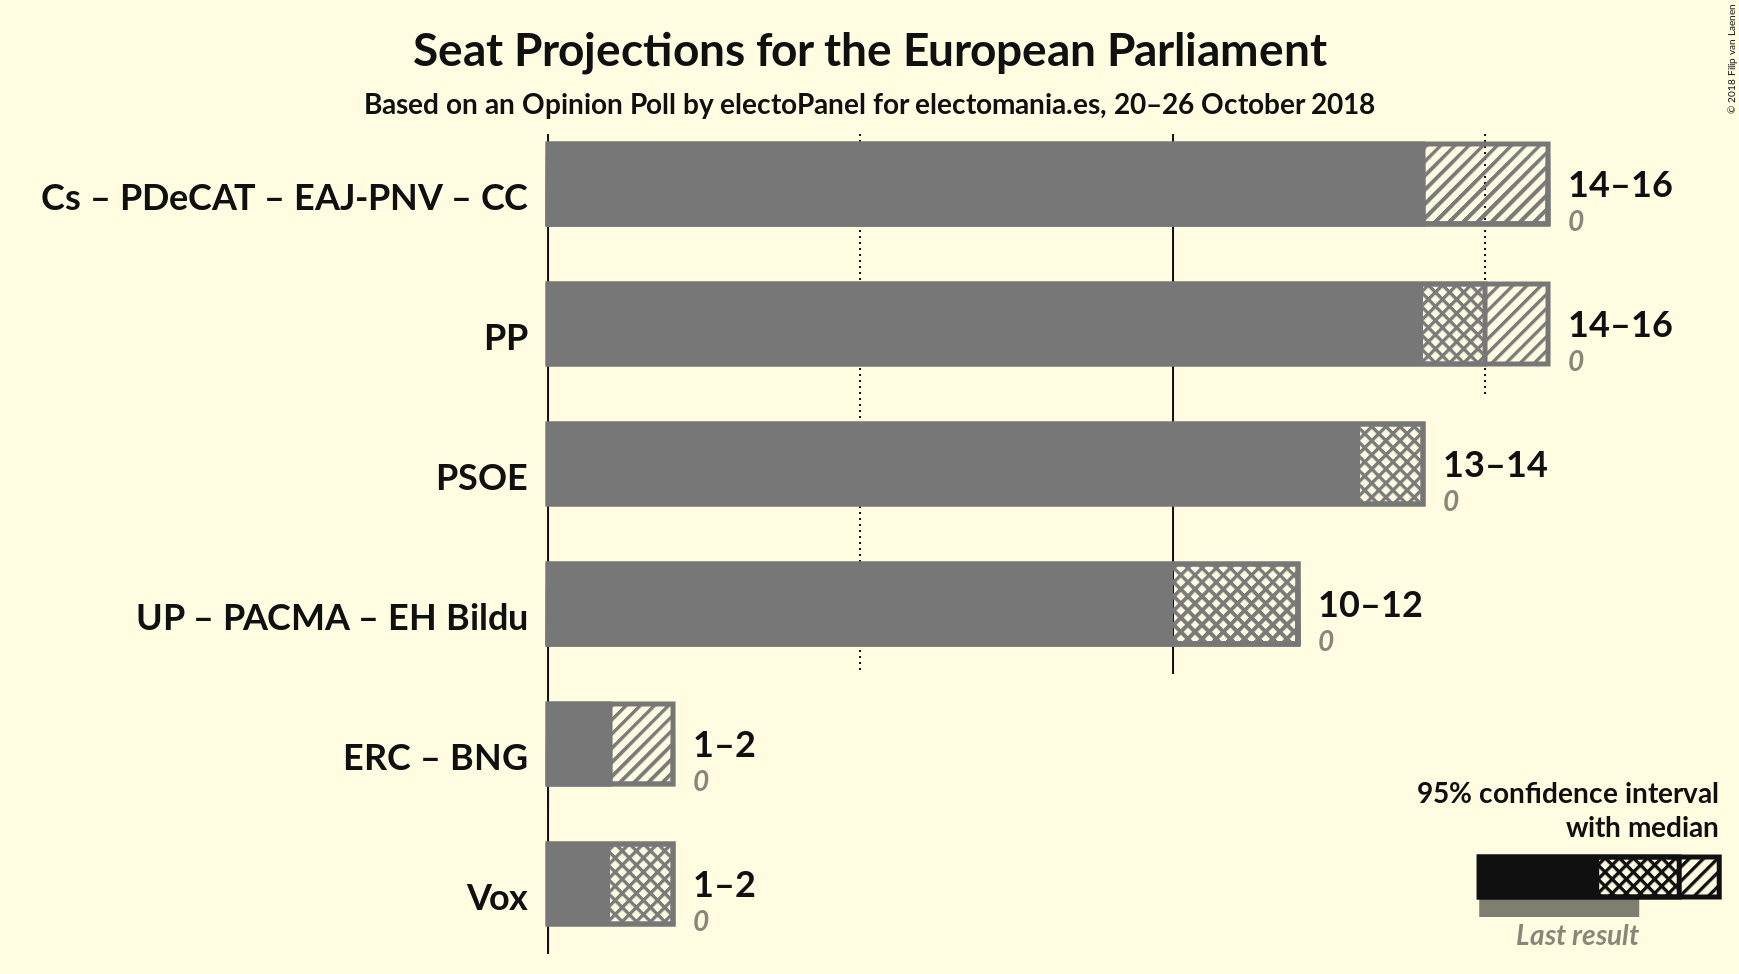 Seat Projections for the European Parliament
Based on an Opinion Poll by electoPanel for electomania.es, 20–26 October 2018
© 2018 Filip van Laenen
Cs – PDeCAT – EAJ-PNV – CC
14–16
0
PP
14–16
0
PSOE
13–14
0
UP – PACMA – EH Bildu
10–12
0
ERC – BNG
1–2
0
Vox
1–2
0
95% confidence interval
with median
Last result